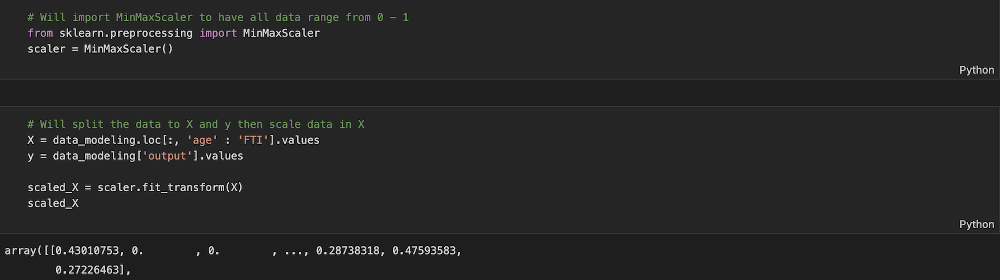 # Will import MinMaxScaler to have all data range from 0 - 1
from sklearn.preprocessing import MinMaxScaler
scaler = MinMaxScaler()
Python
# Will split the data to X and y then scale data in X
X = data_modeling.loc[:, 'age' : 'FTI'].values
y = data_modeling['output'].values
scaled_X = scaler.fit_transform(X)
scaled_X
Python
array([[0.43010753, 0.        , 0.        , ..., 0.28738318, 0.47593583,
        0.27226463],